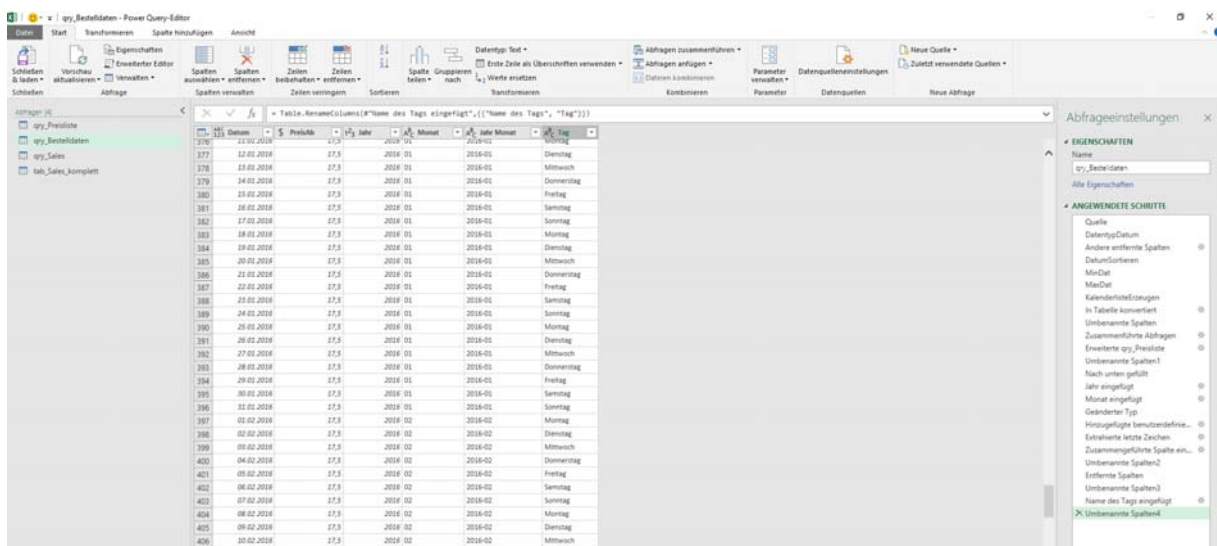 qry_Bestelldaten - Power Query-Editor
Datei Start Transformieren Spalte hinzufügen Ansicht
Schließen & laden
Vorschau aktualisieren
Eigenschaften
Erweiterter Editor
Verwalten
Spalten auswählen
Spalten entfernen
Zeilen beibehalten
Zeilen entfernen
Spalte teilen
Gruppieren nach
Datentyp: Text
Erste Zeile als Überschriften verwenden
Werte ersetzen
Abfragen zusammenführen
Abfragen anfügen
Dateien kombinieren
Parameter verwalten
Datenquelleneinstellungen
Neue Quelle
Zuletzt verwendete Quellen
Schließen Abfrage Spalten verwalten Zeilen verringern Sortieren Transformieren Kombinieren Parameter Datenquellen Neue Abfrage
Abfragen [4]
qry_Preisliste
qry_Bestelldaten
qry_Sales
tab_Sales_komplett
= Table.RenameColumns(#"Name des Tags eingefügt",{{"Name des Tags", "Tag"}})
Datum PreisAb Jahr Monat Jahr Monat Tag
376 11.01.2016 17,5 2016 01 2016-01 Montag
377 12.01.2016 17,5 2016 01 2016-01 Dienstag
378 13.01.2016 17,5 2016 01 2016-01 Mittwoch
379 14.01.2016 17,5 2016 01 2016-01 Donnerstag
380 15.01.2016 17,5 2016 01 2016-01 Freitag
381 16.01.2016 17,5 2016 01 2016-01 Samstag
382 17.01.2016 17,5 2016 01 2016-01 Sonntag
383 18.01.2016 17,5 2016 01 2016-01 Montag
384 19.01.2016 17,5 2016 01 2016-01 Dienstag
385 20.01.2016 17,5 2016 01 2016-01 Mittwoch
386 21.01.2016 17,5 2016 01 2016-01 Donnerstag
387 22.01.2016 17,5 2016 01 2016-01 Freitag
388 23.01.2016 17,5 2016 01 2016-01 Samstag
389 24.01.2016 17,5 2016 01 2016-01 Sonntag
390 25.01.2016 17,5 2016 01 2016-01 Montag
391 26.01.2016 17,5 2016 01 2016-01 Dienstag
392 27.01.2016 17,5 2016 01 2016-01 Mittwoch
393 28.01.2016 17,5 2016 01 2016-01 Donnerstag
394 29.01.2016 17,5 2016 01 2016-01 Freitag
395 30.01.2016 17,5 2016 01 2016-01 Samstag
396 31.01.2016 17,5 2016 01 2016-01 Sonntag
397 01.02.2016 17,5 2016 02 2016-02 Montag
398 02.02.2016 17,5 2016 02 2016-02 Dienstag
399 03.02.2016 17,5 2016 02 2016-02 Mittwoch
400 04.02.2016 17,5 2016 02 2016-02 Donnerstag
401 05.02.2016 17,5 2016 02 2016-02 Freitag
402 06.02.2016 17,5 2016 02 2016-02 Samstag
403 07.02.2016 17,5 2016 02 2016-02 Sonntag
404 08.02.2016 17,5 2016 02 2016-02 Montag
405 09.02.2016 17,5 2016 02 2016-02 Dienstag
406 10.02.2016 17,5 2016 02 2016-02 Mittwoch
Abfrageeinstellungen
EIGENSCHAFTEN
Name
qry_Bestelldaten
Alle Eigenschaften
ANGEWENDETE SCHRITTE
Quelle
DatentypDatum
Andere entfernte Spalten
DatumSortieren
MinDat
MaxDat
KalenderlisteErzeugen
In Tabelle konvertiert
Umbenannte Spalten
Zusammengeführte Abfragen
Erweiterte qry_Preisliste
Umbenannte Spalten1
Nach unten gefüllt
Jahr eingefügt
Monat eingefügt
Geänderter Typ
Hinzugefügte benutzerdefinie...
Extrahierte letzte Zeichen
Zusammengeführte Spalte ein...
Umbenannte Spalten2
Entfernte Spalten
Umbenannte Spalten3
Name des Tags eingefügt
Umbenannte Spalten4